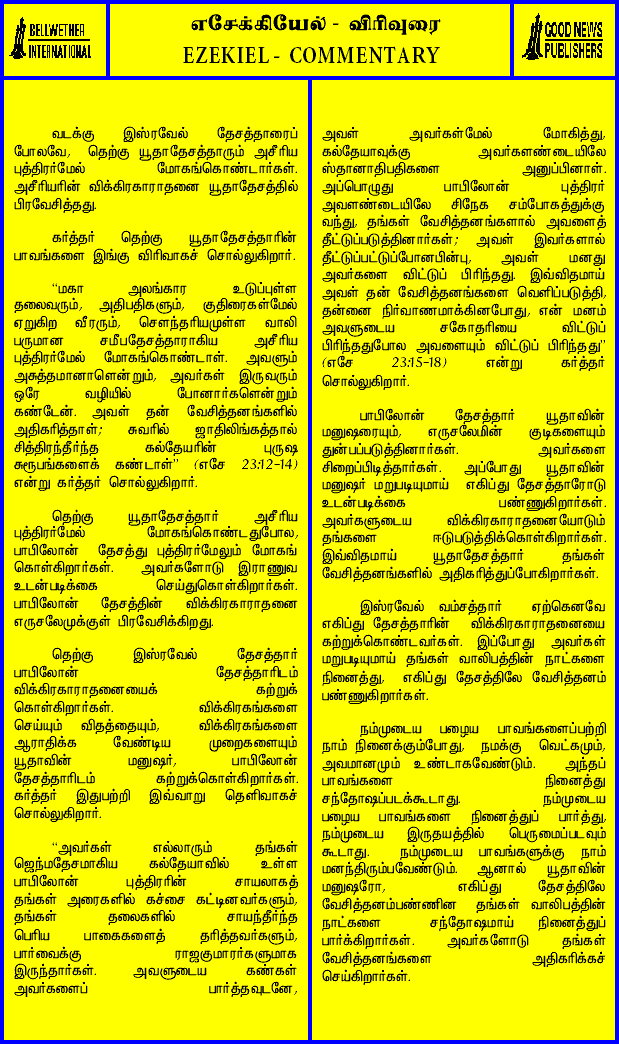 BELLWETHER
INTERNATIONAL
எசேக்கியேல் - விரிவுரை
EZEKIEL - COMMENTARY
GOOD NEWS
PUBLISHERS
வடக்கு இஸ்ரவேல் தேசத்தாரைப்
போலவே, தெற்கு யூதாதேசத்தாரும் அசீரிய
புத்திரர்மேல் மோகங்கொண்டார்கள்.
அசீரியரின் விக்கிரகாராதனை யூதாதேசத்தில்
பிரவேசித்தது.
கர்த்தர் தெற்கு யூதாதேசத்தாரின்
பாவங்களை இங்கு விரிவாகச் சொல்லுகிறார்.
“மகா அலங்கார உடுப்புள்ள
தலைவரும், அதிபதிகளும், குதிரைகள்மேல்
ஏறுகிற வீரரும், சௌந்தரியமுள்ள வாலி
பருமான சமீபதேசத்தாராகிய அசீரிய
புத்திரர்மேல் மோகங்கொண்டாள். அவளும்
அசுத்தமானாளென்றும், அவர்கள் இருவரும்
ஒரே வழியில் போனார்களென்றும்
கண்டேன். அவள் தன் வேசித்தனங்களில்
அதிகரித்தாள்; சுவரில் ஜாதிலிங்கத்தால்
சித்திரந்தீர்ந்த கல்தேயரின் புருஷ
சுரூபங்களைக் கண்டாள்” (எசே 23:12-14)
என்று கர்த்தர் சொல்லுகிறார்.
தெற்கு யூதாதேசத்தார் அசீரிய
புத்திரர்மேல் மோகங்கொண்டதுபோல,
பாபிலோன் தேசத்து புத்திரர்மேலும் மோகங்
கொள்கிறார்கள். அவர்களோடு இராணுவ
உடன்படிக்கை செய்துகொள்கிறார்கள்.
பாபிலோன் தேசத்தின் விக்கிரகாராதனை
எருசலேமுக்குள் பிரவேசிக்கிறது.
தெற்கு இஸ்ரவேல் தேசத்தார்
பாபிலோன் தேசத்தாரிடம்
விக்கிரகாராதனையைக் கற்றுக்
கொள்கிறார்கள். விக்கிரகங்களை
செய்யும் விதத்தையும், விக்கிரகங்களை
ஆராதிக்க வேண்டிய முறைகளையும்
யூதாவின் மனுஷர், பாபிலோன்
தேசத்தாரிடம் கற்றுக்கொள்கிறார்கள்.
கர்த்தர் இதுபற்றி இவ்வாறு தெளிவாகச்
சொல்லுகிறார்.
“அவர்கள் எல்லாரும் தங்கள்
ஜெந்மதேசமாகிய கல்தேயாவில் உள்ள
பாபிலோன் புத்திரரின் சாயலாகத்
தங்கள் அரைகளில் கச்சை கட்டினவர்களும்,
தங்கள் தலைகளில் சாயந்தீர்ந்த
பெரிய பாகைகளைத் தரித்தவர்களும்,
பார்வைக்கு ராஜகுமாரர்களுமாக
இருந்தார்கள். அவளுடைய கண்கள்
அவர்களைப் பார்த்தவுடனே,
அவள் அவர்கள்மேல் மோகித்து,
கல்தேயாவுக்கு அவர்களண்டையிலே
ஸ்தானாதிபதிகளை அனுப்பினாள்.
அப்பொழுது பாபிலோன் புத்திரர்
அவளண்டையிலே சிநேக சம்போகத்துக்கு
வந்து, தங்கள் வேசித்தனங்களால் அவளைத்
தீட்டுப்படுத்தினார்கள்; அவள் இவர்களால்
தீட்டுப்பட்டுப்போனபின்பு, அவள் மனது
அவர்களை விட்டுப் பிரிந்தது. இவ்விதமாய்
அவள் தன் வேசித்தனங்களை வெளிப்படுத்தி,
தன்னை நிர்வாணமாக்கினபோது, என் மனம்
அவளுடைய சகோதரியை விட்டுப்
பிரிந்ததுபோல அவளையும் விட்டுப் பிரிந்தது”
(எசே 23:15-18) என்று கர்த்தர்
சொல்லுகிறார்.
பாபிலோன் தேசத்தார் யூதாவின்
மனுஷரையும், எருசலேமின் குடிகளையும்
துன்பப்படுத்தினார்கள். அவர்களை
சிறைப்பிடித்தார்கள். அப்போது யூதாவின்
மனுஷர் மறுபடியுமாய் எகிப்து தேசத்தாரோடு
உடன்படிக்கை பண்ணுகிறார்கள்.
அவர்களுடைய விக்கிரகாராதனையோடும்
தங்களை ஈடுபடுத்திக்கொள்கிறார்கள்.
இவ்விதமாய் யூதாதேசத்தார் தங்கள்
வேசித்தனங்களில் அதிகரித்துப்போகிறார்கள்.
இஸ்ரவேல் வம்சத்தார் ஏற்கெனவே
எகிப்து தேசத்தாரின் விக்கிரகாராதனையை
கற்றுக்கொண்டவர்கள். இப்போது அவர்கள்
மறுபடியுமாய் தங்கள் வாலிபத்தின் நாட்களை
நினைத்து, எகிப்து தேசத்திலே வேசித்தனம்
பண்ணுகிறார்கள்.
நம்முடைய பழைய பாவங்களைப்பற்றி
நாம் நினைக்கும்போது, நமக்கு வெட்கமும்,
அவமானமும் உண்டாகவேண்டும். அந்தப்
பாவங்களை நினைத்து
சந்தோஷப்படக்கூடாது. நம்முடைய
பழைய பாவங்களை நினைத்துப் பார்த்து,
நம்முடைய இருதயத்தில் பெருமைப்படவும்
கூடாது. நம்முடைய பாவங்களுக்கு நாம்
மனந்திரும்பவேண்டும். ஆனால் யூதாவின்
மனுஷரோ, எகிப்து தேசத்திலே
வேசித்தனம்பண்ணின தங்கள் வாலிபத்தின்
நாட்களை சந்தோஷமாய் நினைத்துப்
பார்க்கிறார்கள். அவர்களோடு தங்கள்
வேசித்தனங்களை அதிகரிக்கச்
செய்கிறார்கள்.